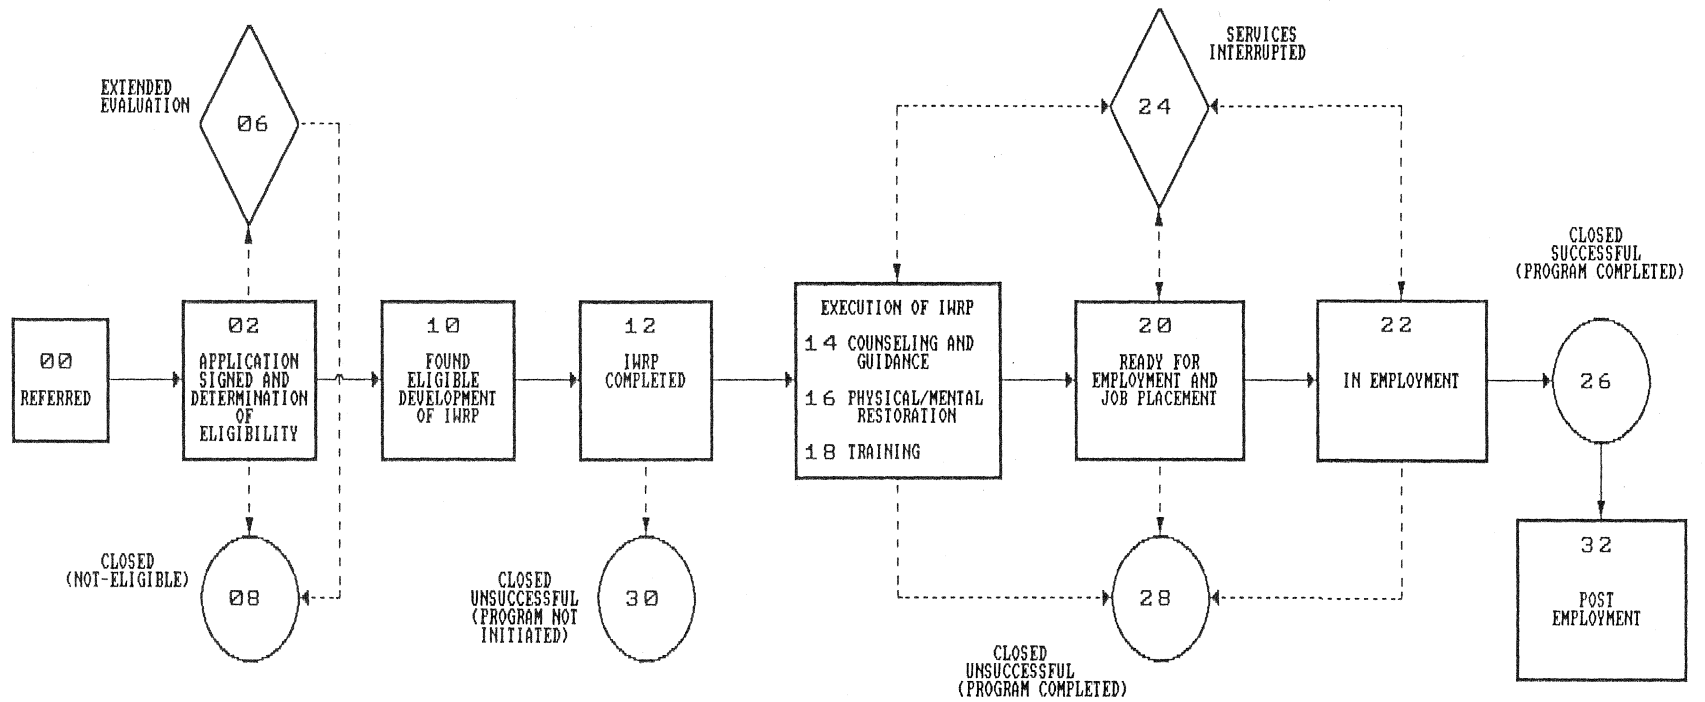 EXTENDED
EVALUATION
06
SERVICES
INTERRUPTED
24
00
REFERRED
02
APPLICATION
SIGNED AND
DETERMINATION
OF
ELIGIBILITY
10
FOUND
ELIGIBLE
DEVELOPMENT
OF IWRP
12
IWRP
COMPLETED
EXECUTION OF IWRP
14 COUNSELING AND
GUIDANCE
16 PHYSICAL/MENTAL
RESTORATION
18 TRAINING
20
READY FOR
EMPLOYMENT AND
JOB PLACEMENT
22
IN EMPLOYMENT
CLOSED
SUCCESSFUL
(PROGRAM COMPLETED)
26
CLOSED
(NOT-ELIGIBLE)
08
CLOSED
UNSUCCESSFUL
(PROGRAM NOT
INITIATED)
30
CLOSED
UNSUCCESSFUL
(PROGRAM COMPLETED)
28
32
POST
EMPLOYMENT